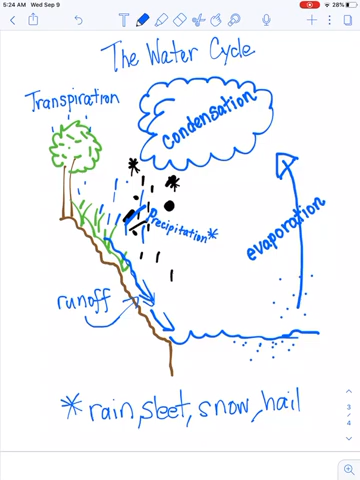 5:24 AM Wed Sep 9
28%
The Water Cycle
Transpiration
condensation
precipitation*
evaporation
runoff
* rain, sleet, snow, hail
3
/
4